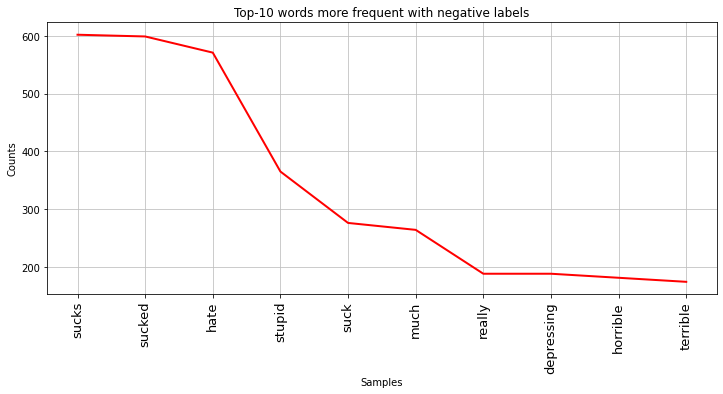 Top-10 words more frequent with negative labels
Counts
600
500
400
300
200
sucks
sucked
hate
stupid
suck
much
really
depressing
horrible
terrible
Samples